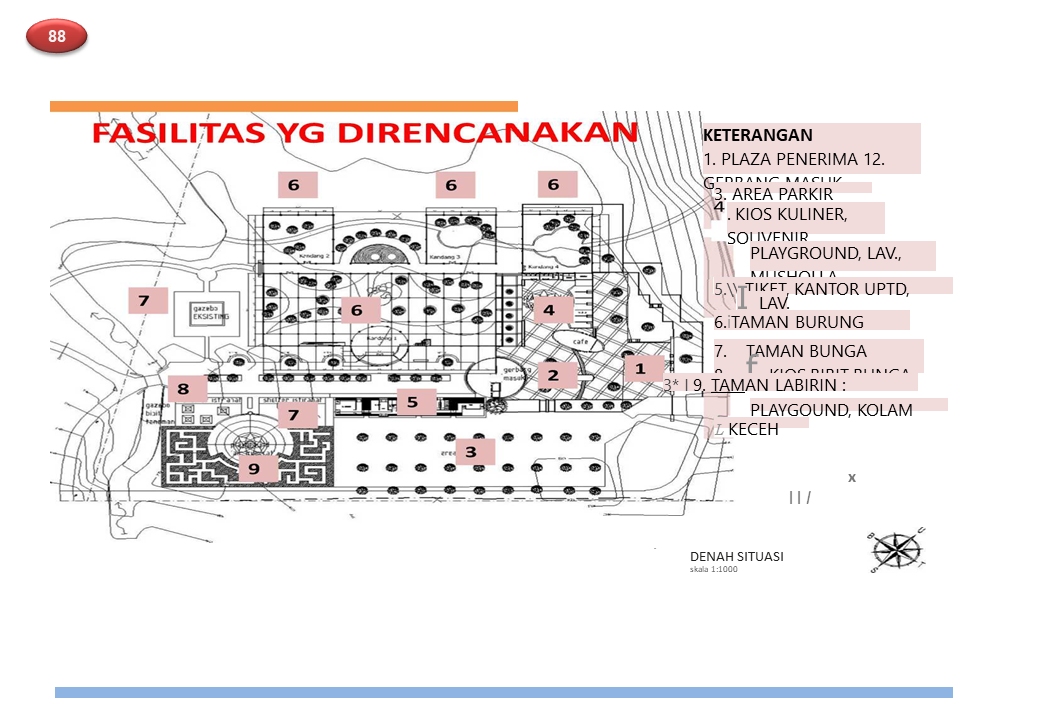 88
FASILITAS YG DIRENCANAKAN
KETERANGAN
1. PLAZA PENERIMA 12.
GERBANG MASUK
3. AREA PARKIR
4
. KIOS KULINER,
SOUVENIR
PLAYGROUND, LAV.,
MUSHOLLA
5. TIKET, KANTOR UPTD,
LAV.
6. TAMAN BURUNG
7. TAMAN BUNGA
8. KIOS BIBIT BUNGA
3* I 9, TAMAN LABIRIN :
PLAYGOUND, KOLAM
L KECEH
x
I I /
6 6 6
Kandang 2
Kandang 3
Kandang 4
7
gazebo
EKSISTING
6
4
Kandang 1
cafe
1
gerbang
masuk
2
8
istirahat
shelter istirahat
gazebo
bibit
tanaman
7
5
3
9
DENAH SITUASI
skala 1:1000
B U
S T